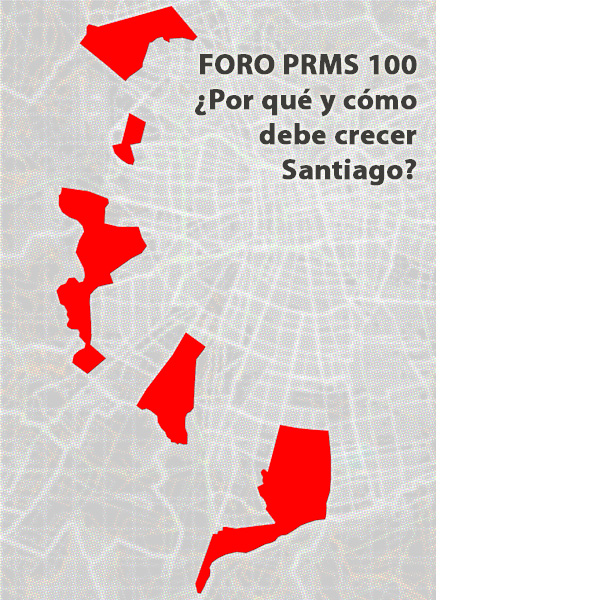 FORO PRMS 100
¿Por qué y cómo
debe crecer
Santiago?